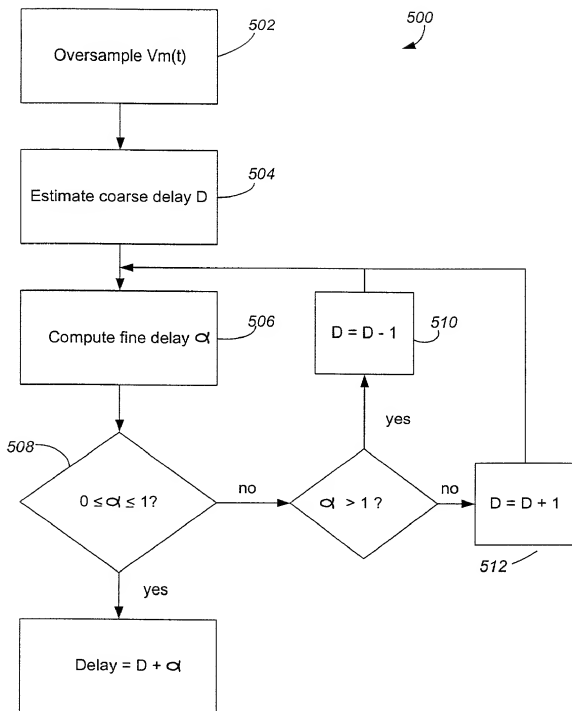 502
500
Oversample Vm(t)
504
Estimate coarse delay D
506
Compute fine delay α
D = D - 1
510
yes
508
0 ≤ α ≤ 1?
no
α > 1 ?
no
D = D + 1
512
yes
Delay = D + α